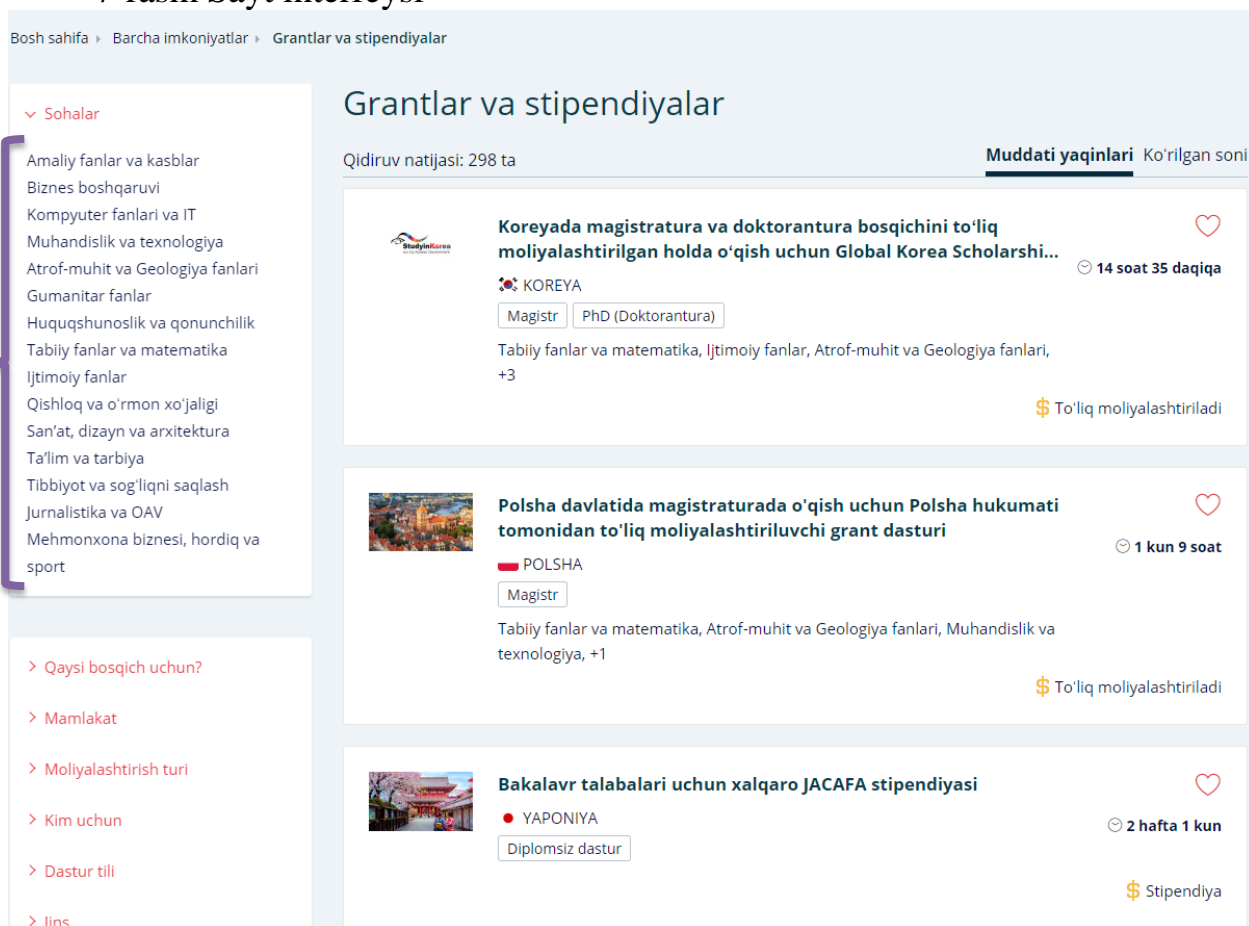 Bosh sahifa Barcha imkoniyatlar Grantlar va stipendiyalar
Sohalar
Amaliy fanlar va kasblar
Biznes boshqaruvi
Kompyuter fanlari va IT
Muhandislik va texnologiya
Atrof-muhit va Geologiya fanlari
Gumanitar fanlar
Huquqshunoslik va qonunchilik
Tabiiy fanlar va matematika
Ijtimoiy fanlar
Qishloq va oʻrmon xoʻjaligi
San’at, dizayn va arxitektura
Ta’lim va tarbiya
Tibbiyot va sog‘liqni saqlash
Jurnalistika va OAV
Mehmonxona biznesi, hordiq va
sport
Qaysi bosqich uchun?
Mamlakat
Moliyalashtirish turi
Kim uchun
Dastur tili
Jins
Grantlar va stipendiyalar
Qidiruv natijasi: 298 ta
Muddati yaqinlari Ko‘rilgan soni
StudyinKorea
Koreyada magistratura va doktorantura bosqichini to‘liq
moliyalashtirilgan holda o‘qish uchun Global Korea Scholarshi...
14 soat 35 daqiqa
KOREYA
Magistr PhD (Doktorantura)
Tabiiy fanlar va matematika, Ijtimoiy fanlar, Atrof-muhit va Geologiya fanlari,
+3
$ To‘liq moliyalashtiriladi
Polsha davlatida magistraturada o'qish uchun Polsha hukumati
tomonidan to'liq moliyalashtiriluvchi grant dasturi
1 kun 9 soat
POLSHA
Magistr
Tabiiy fanlar va matematika, Atrof-muhit va Geologiya fanlari, Muhandislik va
texnologiya, +1
$ To‘liq moliyalashtiriladi
Bakalavr talabalari uchun xalqaro JACAFA stipendiyasi
YAPONIYA
2 hafta 1 kun
Diplomsiz dastur
$ Stipendiya